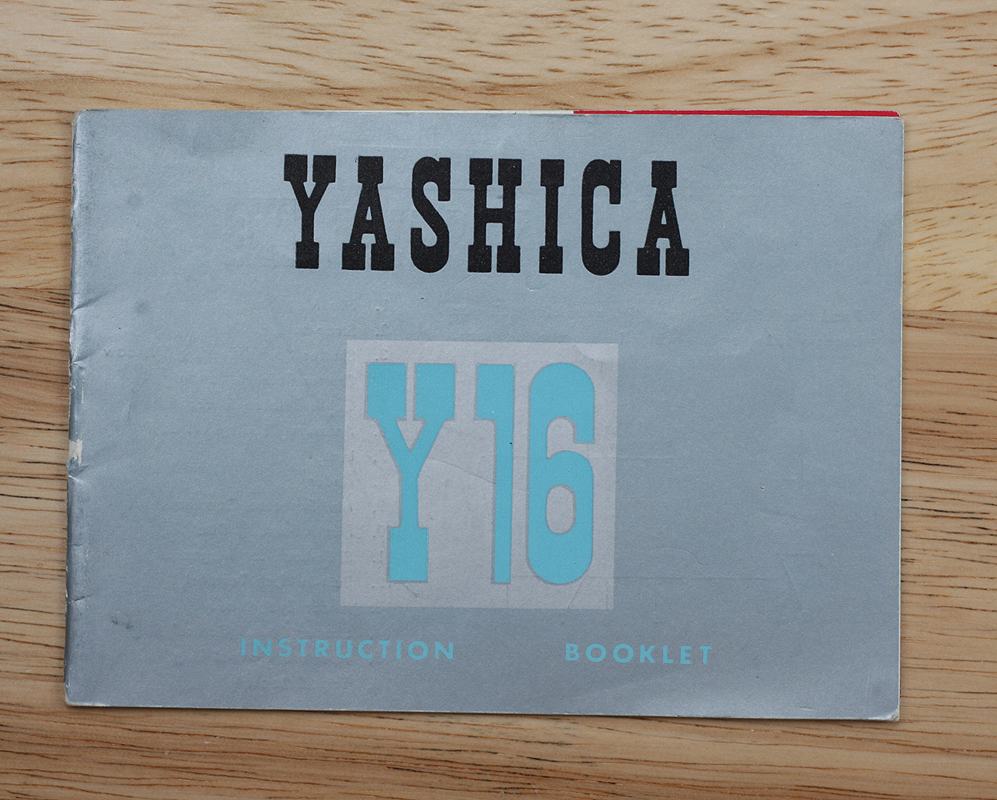 YASHICA
Y16
INSTRUCTION BOOKLET